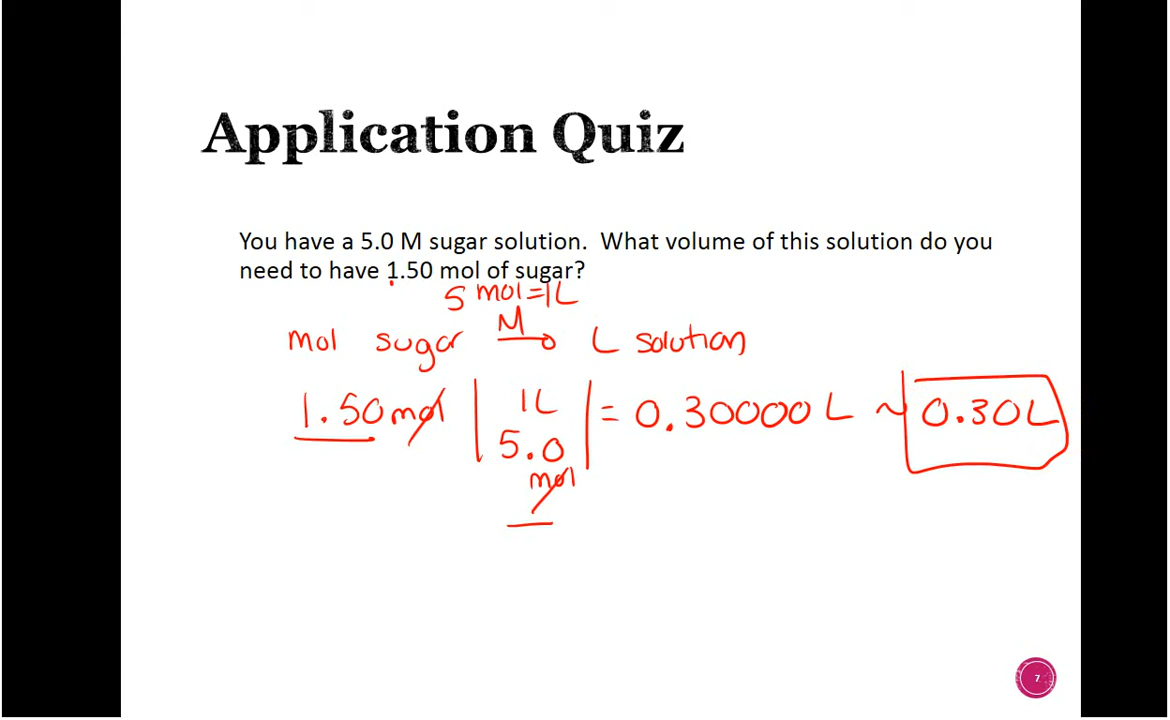 Application Quiz
You have a 5.0 M sugar solution.  What volume of this solution do you
need to have 1.50 mol of sugar?
5 mol = 1L
M
mol sugar → L solution
1.50 mol | 1L | = 0.30000 L ~ 0.30L
5.0
mol
7